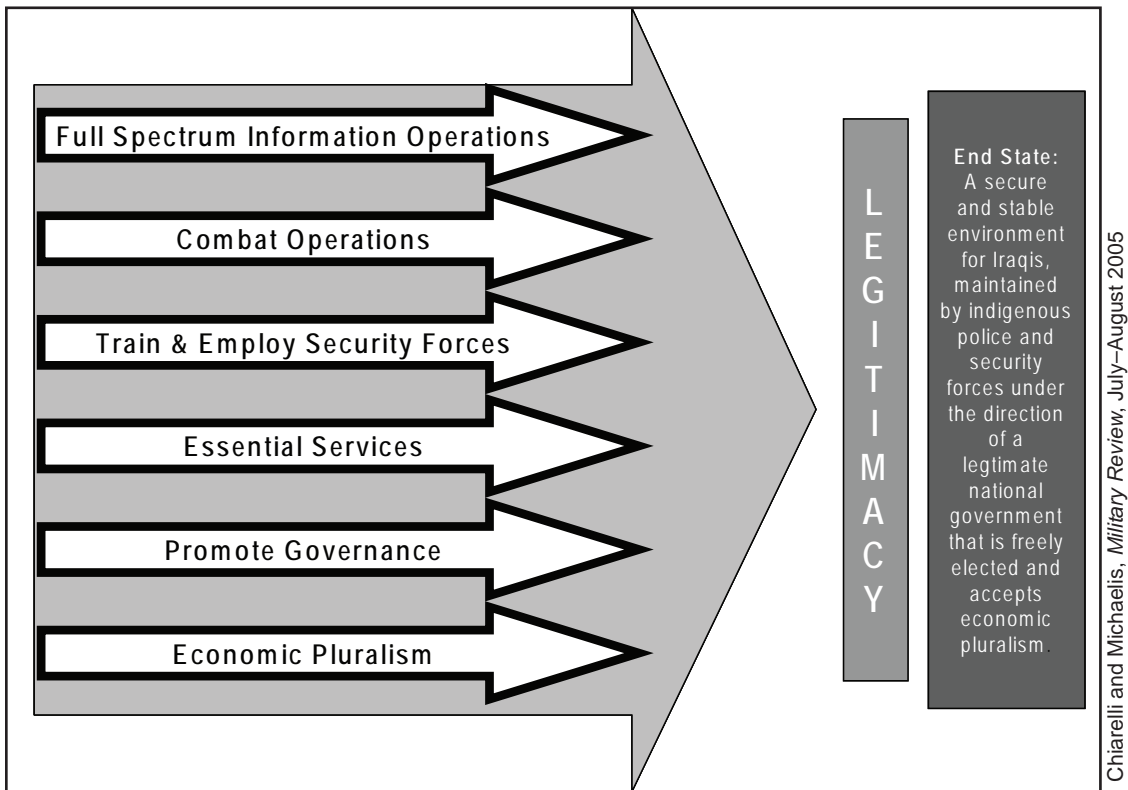 Full Spectrum Information Operations
Combat Operations
Train & Employ Security Forces
Essential Services
Promote Governance
Economic Pluralism
L
E
G
I
T
I
M
A
C
Y
End State:
A secure
and stable
environment
for Iraqis,
maintained
by indigenous
police and
security
forces under
the direction
of a
legtimate
national
government
that is freely
elected and
accepts
economic
pluralism.
Chiarelli and Michaelis, Military Review, July–August 2005